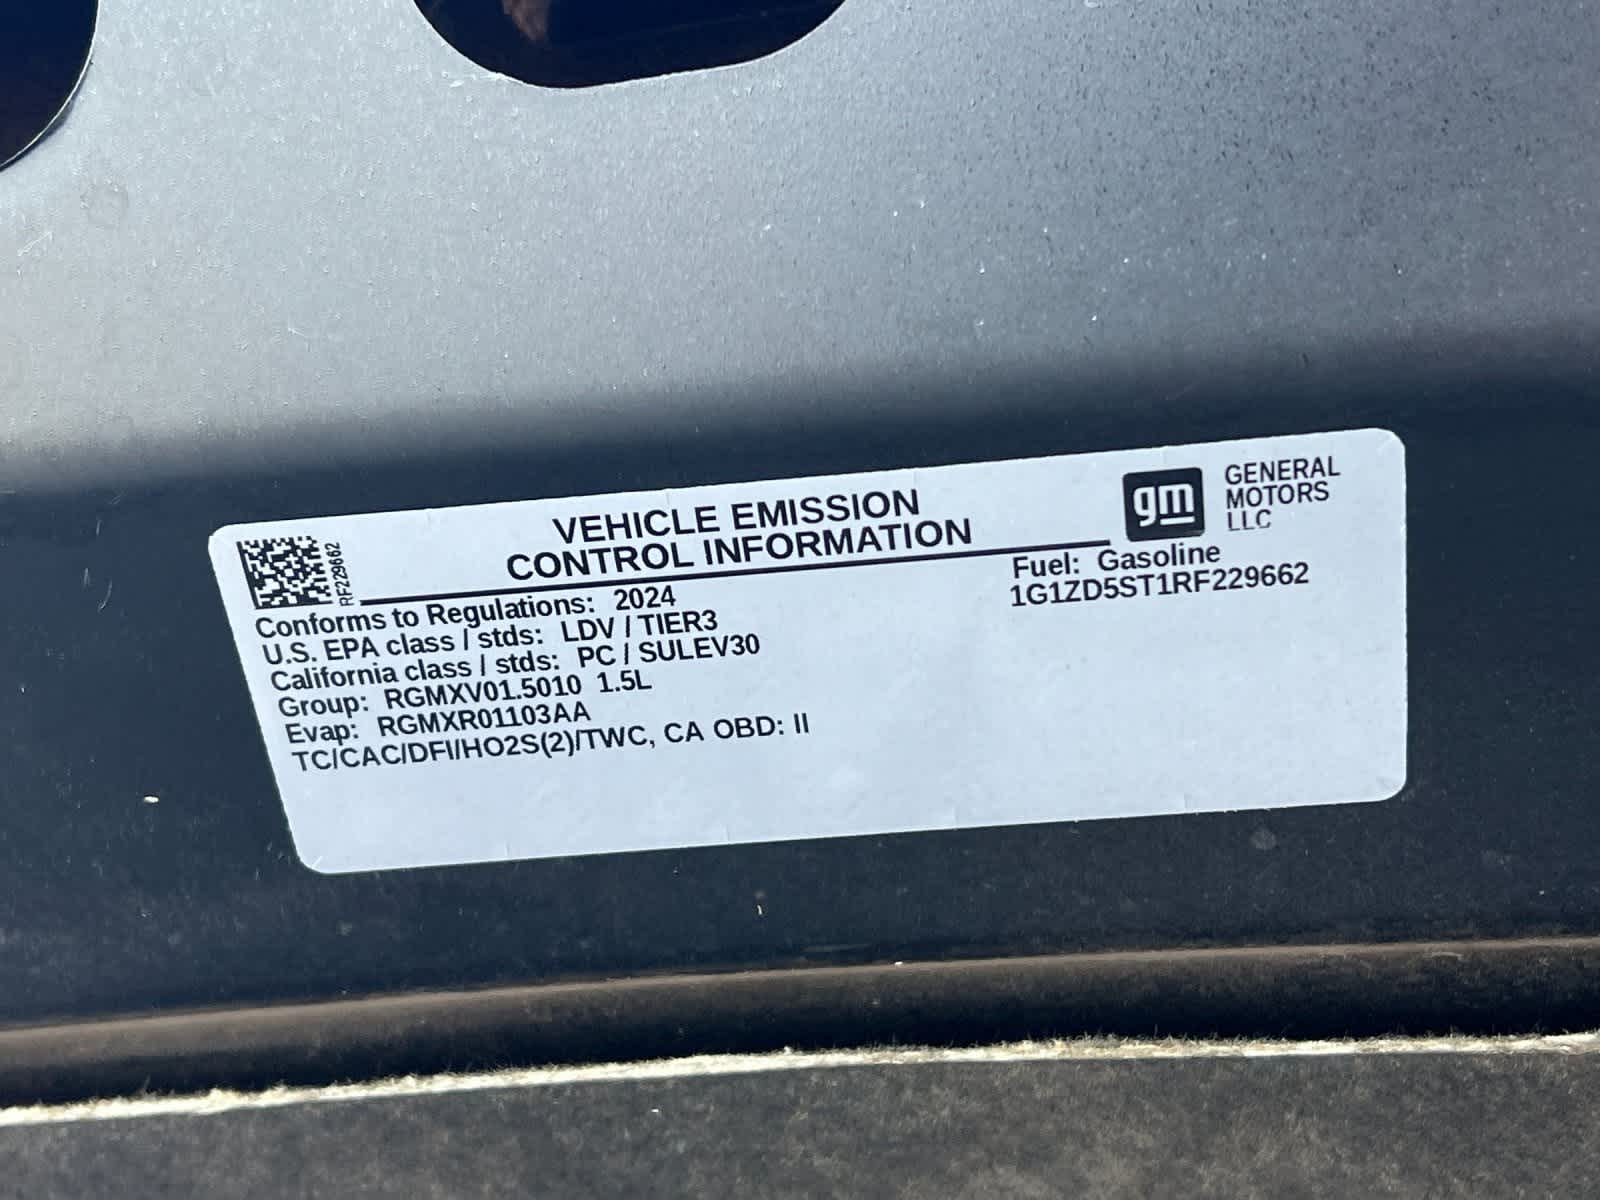 RF229662
VEHICLE EMISSION
CONTROL INFORMATION
gm
GENERAL
MOTORS
LLC
Conforms to Regulations: 2024
U.S. EPA class / stds: LDV / TIER3
California class / stds: PC / SULEV30
Group: RGMXV01.5010 1.5L
Evap: RGMXR01103AA
TC/CAC/DFI/HO2S(2)/TWC, CA OBD: II
Fuel: Gasoline
1G1ZD5ST1RF229662